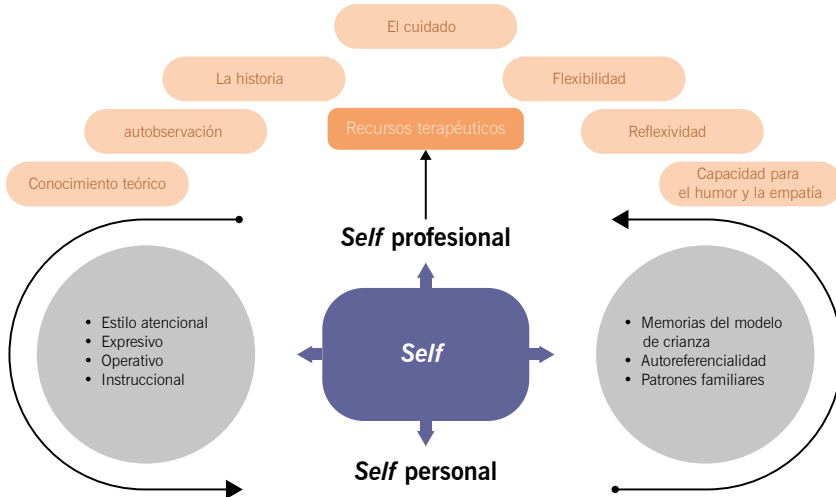 El cuidado
La historia
Flexibilidad
autobservación
Recursos terapéuticos
Reflexividad
Conocimiento teórico
Capacidad para
el humor y la empatía
Self profesional
• Estilo atencional
• Expresivo
• Operativo
• Instruccional
Self
• Memorias del modelo
de crianza
• Autoreferencialidad
• Patrones familiares
Self personal